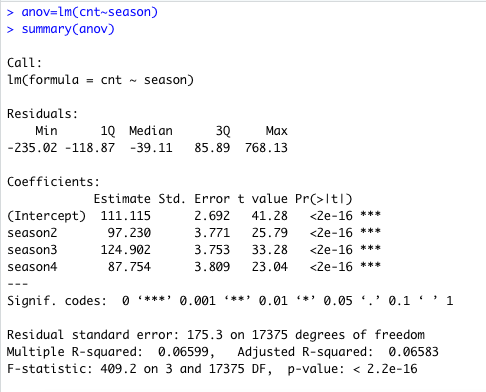 > anov=lm(cnt~season)
> summary(anov)
Call:
lm(formula = cnt ~ season)
Residuals:
    Min      1Q  Median      3Q     Max
-235.02 -118.87  -39.11   85.89  768.13
Coefficients:
            Estimate Std. Error t value Pr(>|t|)
(Intercept)  111.115      2.692   41.28   <2e-16 ***
season2       97.230      3.771   25.79   <2e-16 ***
season3      124.902      3.753   33.28   <2e-16 ***
season4       87.754      3.809   23.04   <2e-16 ***
---
Signif. codes:  0 ‘***’ 0.001 ‘**’ 0.01 ‘*’ 0.05 ‘.’ 0.1 ‘ ’ 1
Residual standard error: 175.3 on 17375 degrees of freedom
Multiple R-squared:  0.06599,	Adjusted R-squared:  0.06583
F-statistic: 409.2 on 3 and 17375 DF,  p-value: < 2.2e-16